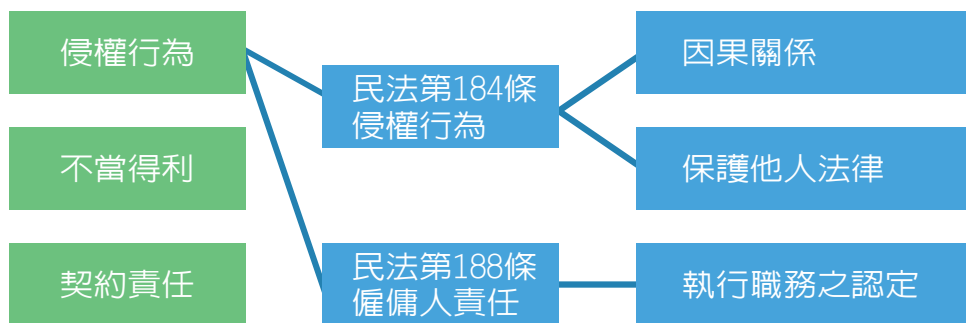 侵權行為
不當得利
契約責任
民法第184條
侵權行為
民法第188條
僱傭人責任
因果關係
保護他人法律
執行職務之認定